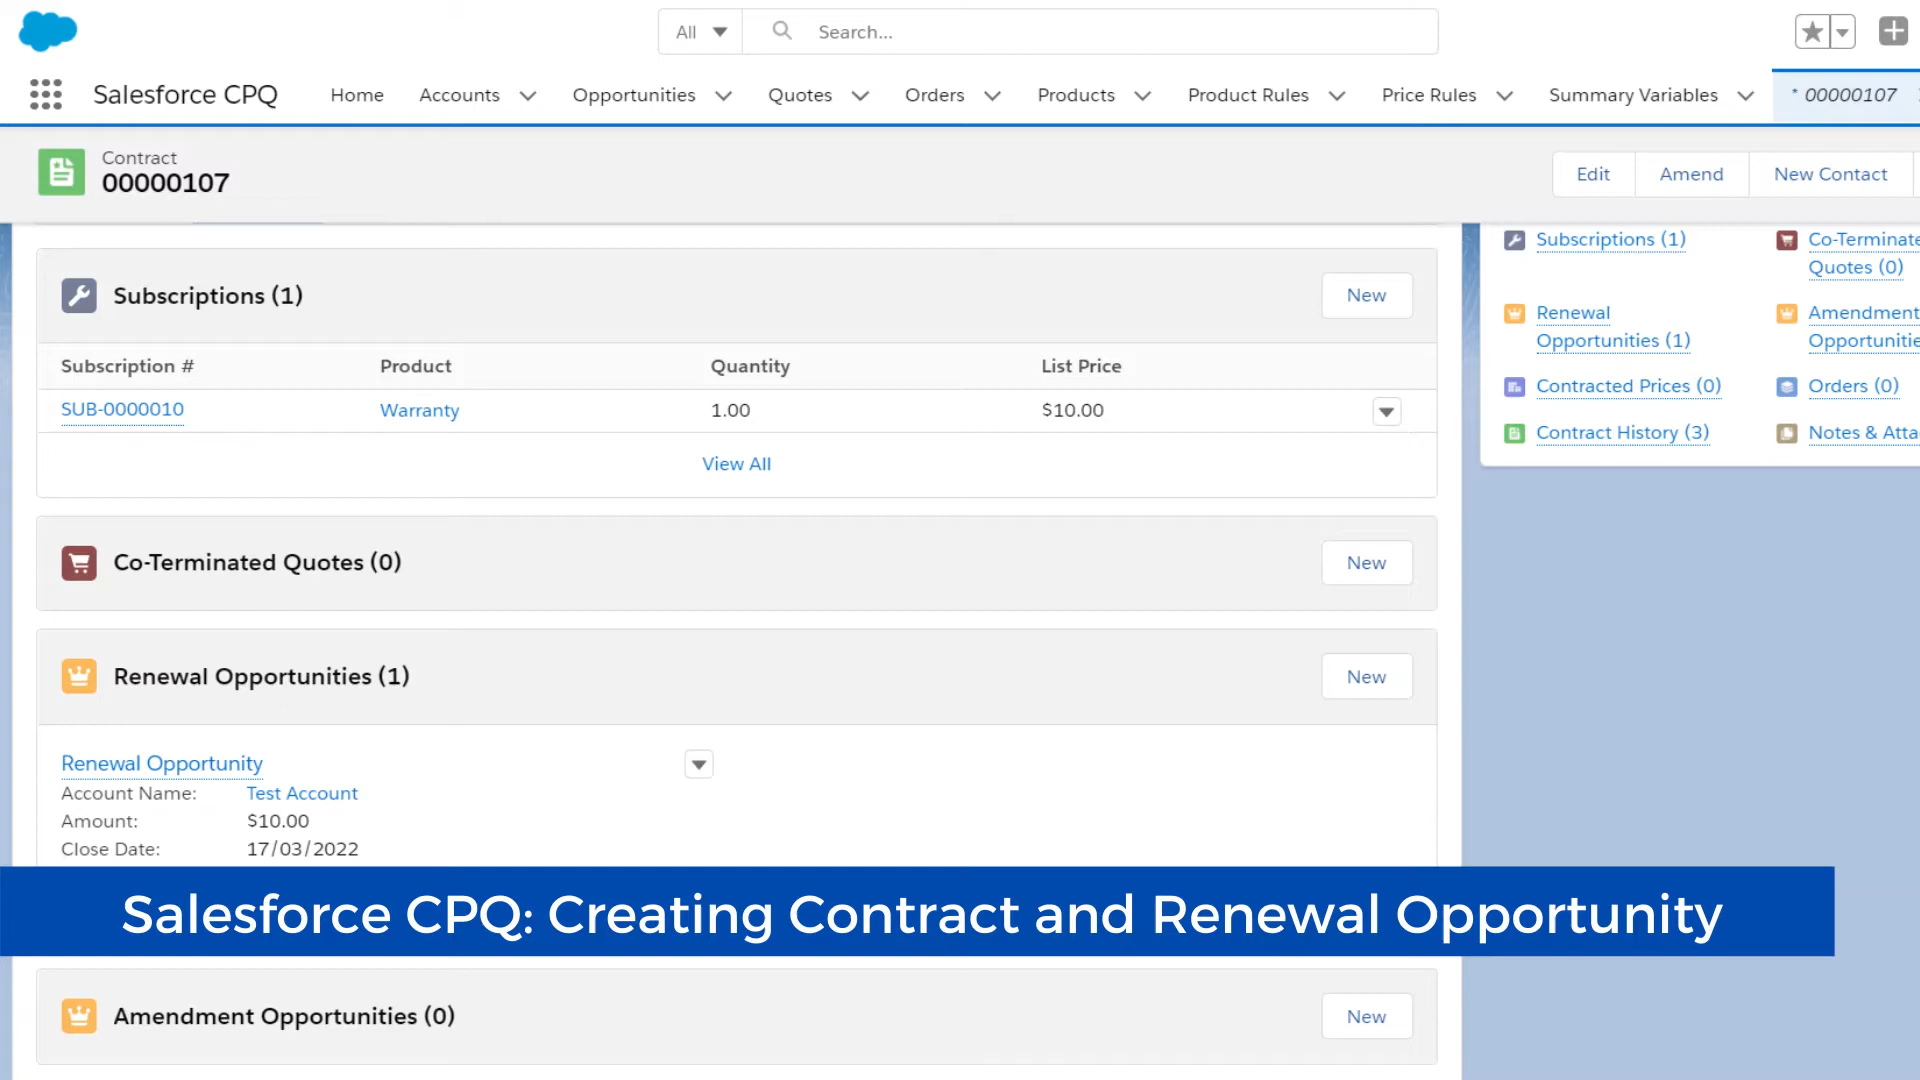 All Search...
Salesforce CPQ Home Accounts Opportunities Quotes Orders Products Product Rules Price Rules Summary Variables * 00000107
Contract
00000107
Edit Amend New Contact
Subscriptions (1) New
Subscription # Product Quantity List Price
SUB-0000010 Warranty 1.00 $10.00
View All
Co-Terminated Quotes (0) New
Renewal Opportunities (1) New
Renewal Opportunity
Account Name: Test Account
Amount: $10.00
Close Date: 17/03/2022
Salesforce CPQ: Creating Contract and Renewal Opportunity
Amendment Opportunities (0) New
Subscriptions (1) Co-Terminate
Quotes (0)
Renewal Amendment
Opportunities (1) Opportunitie
Contracted Prices (0) Orders (0)
Contract History (3) Notes & Atta